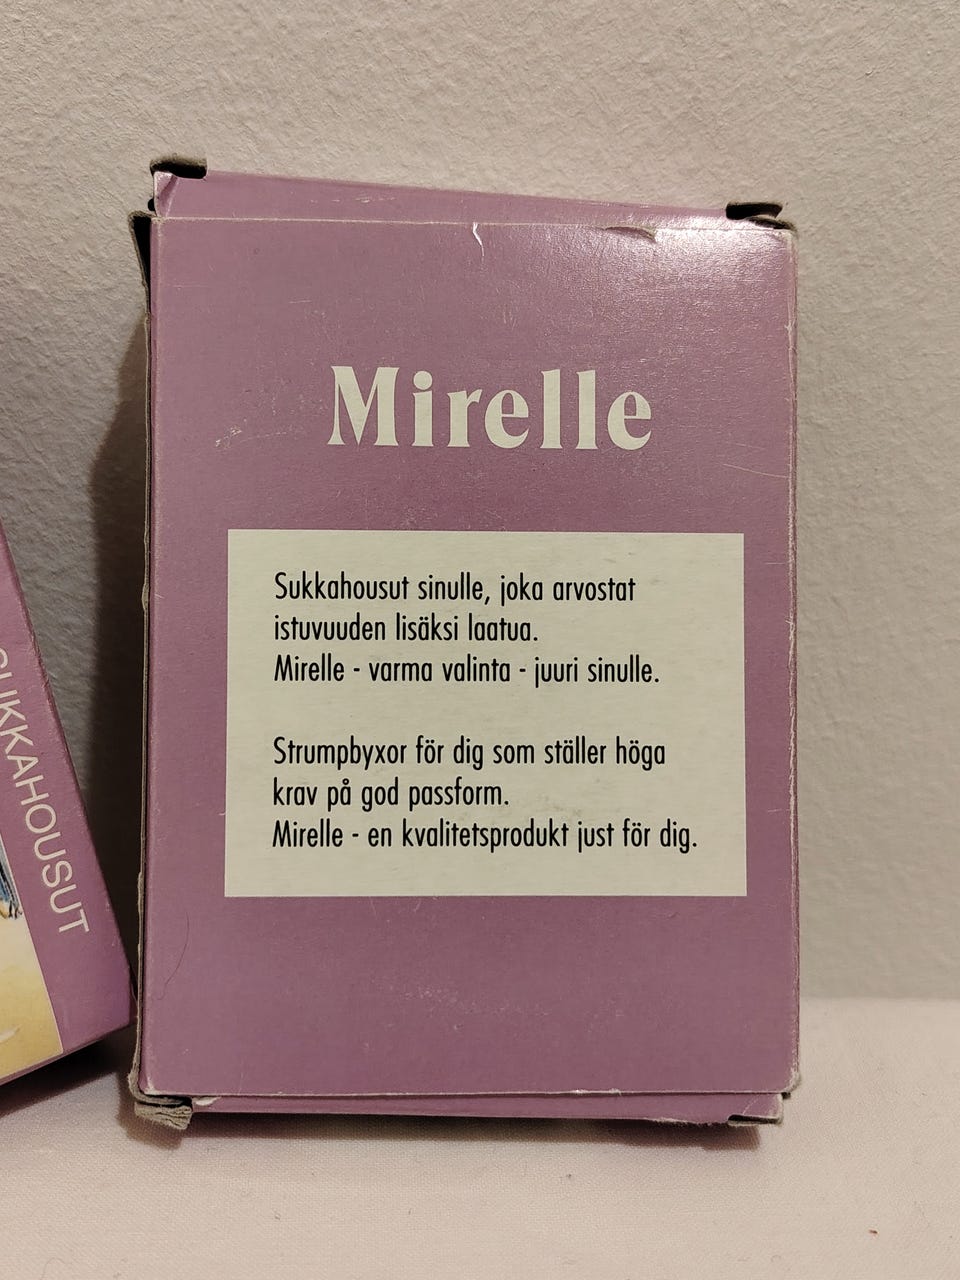 Mirelle
Sukkahousut sinulle, joka arvostat
istuvuuden lisäksi laatua.
Mirelle - varma valinta - juuri sinulle.
Strumpbyxor för dig som ställer höga
krav på god passform.
Mirelle - en kvalitetsprodukt just för dig.
SUKKAHOUSUT